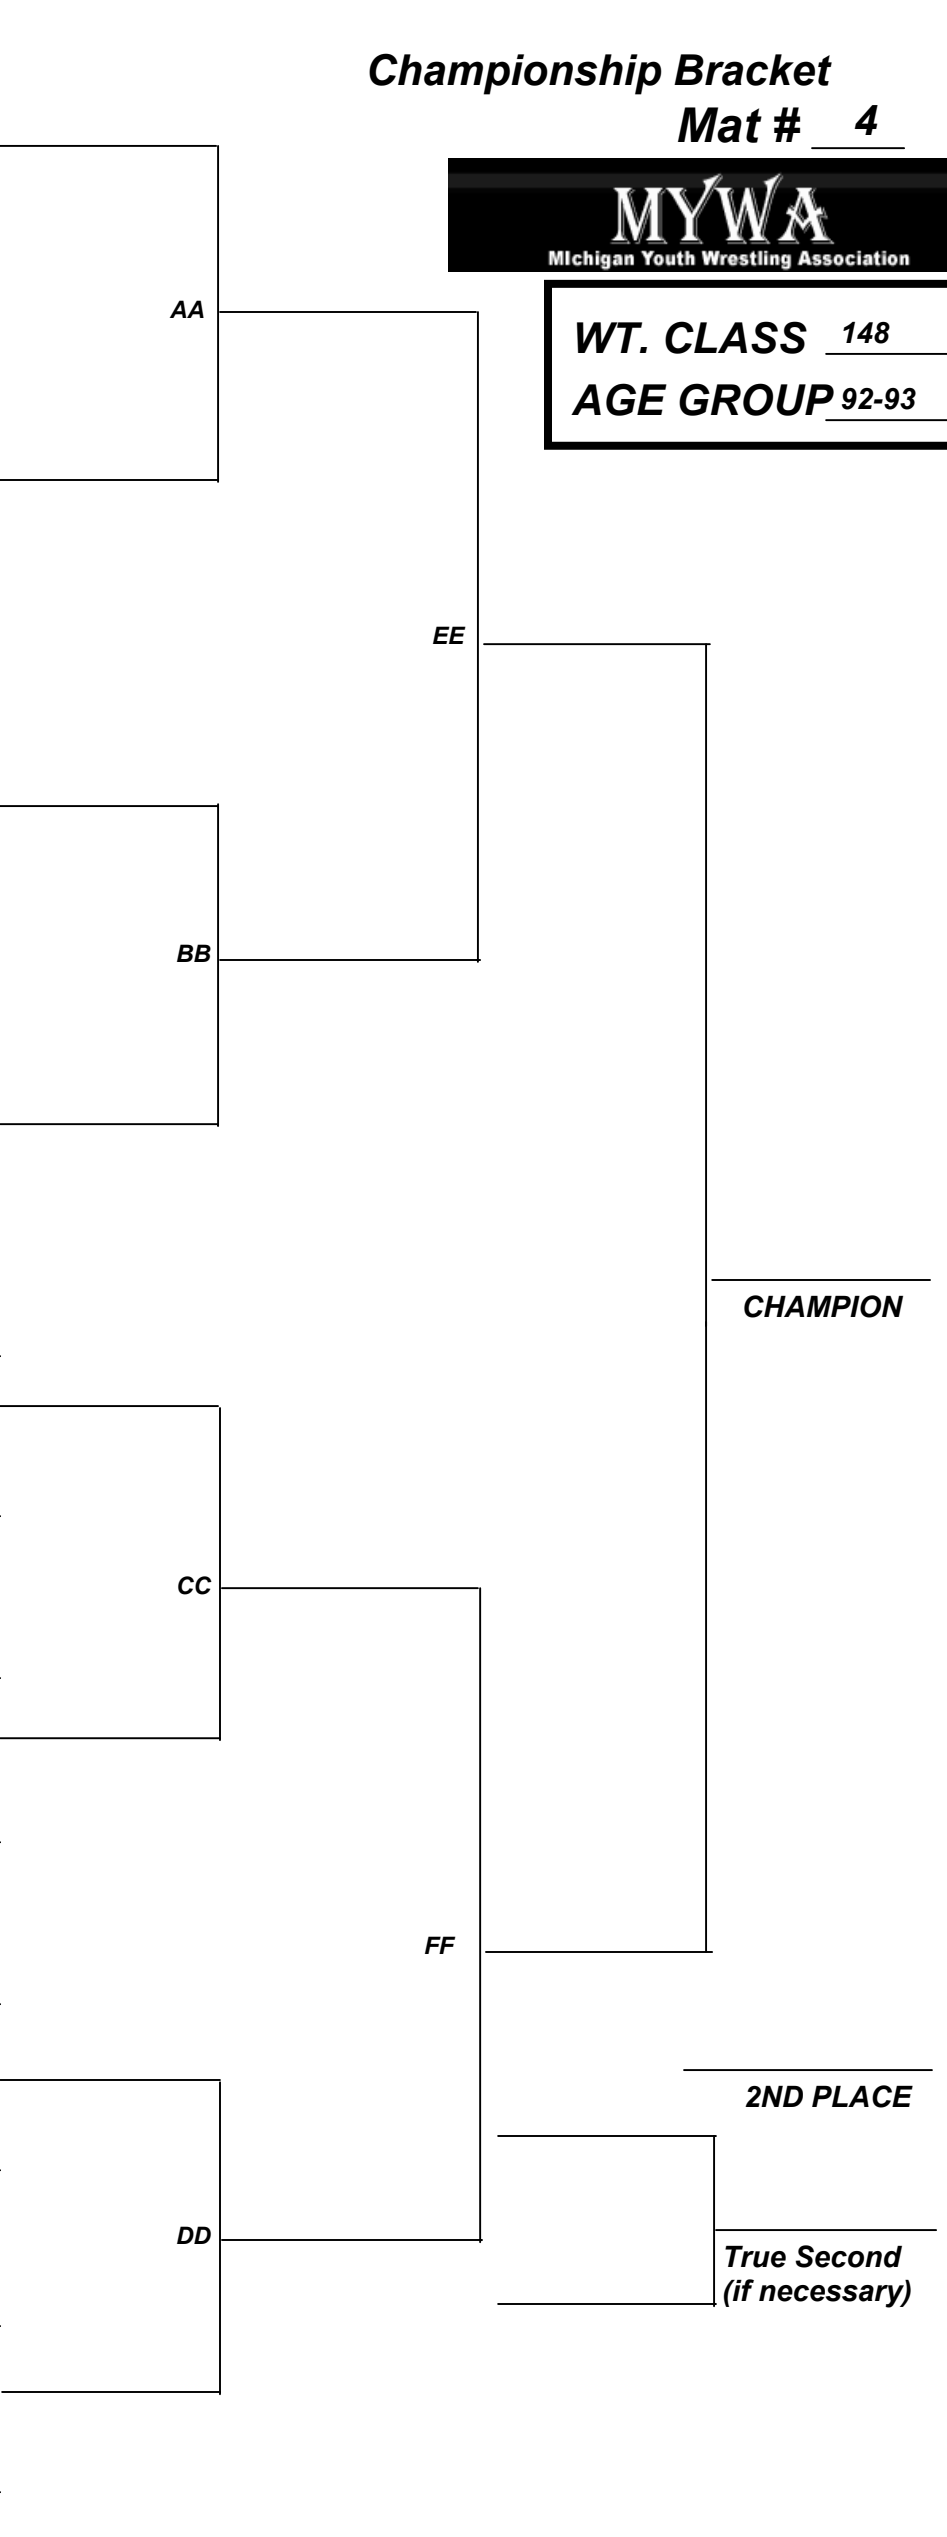 Championship Bracket
Mat # 4
MYWA
MIchigan Youth Wrestling Association
AA
WT. CLASS 148
AGE GROUP 92-93
EE
BB
CHAMPION
CC
FF
2ND PLACE
DD
True Second
(if necessary)